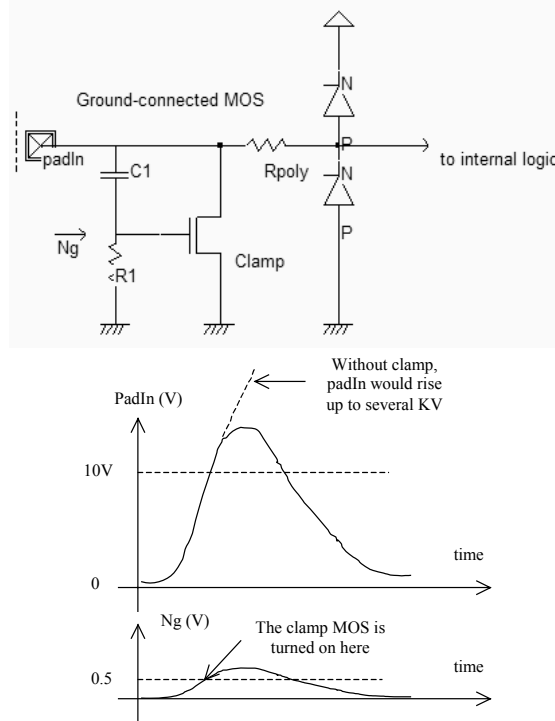 N
Ground-connected MOS
padIn
P
to internal logic
C1
Rpoly
N
Ng
Clamp
P
R1
Without clamp,
padIn would rise
up to several KV
PadIn (V)
10V
time
0
Ng (V)
The clamp MOS is
turned on here
time
0.5